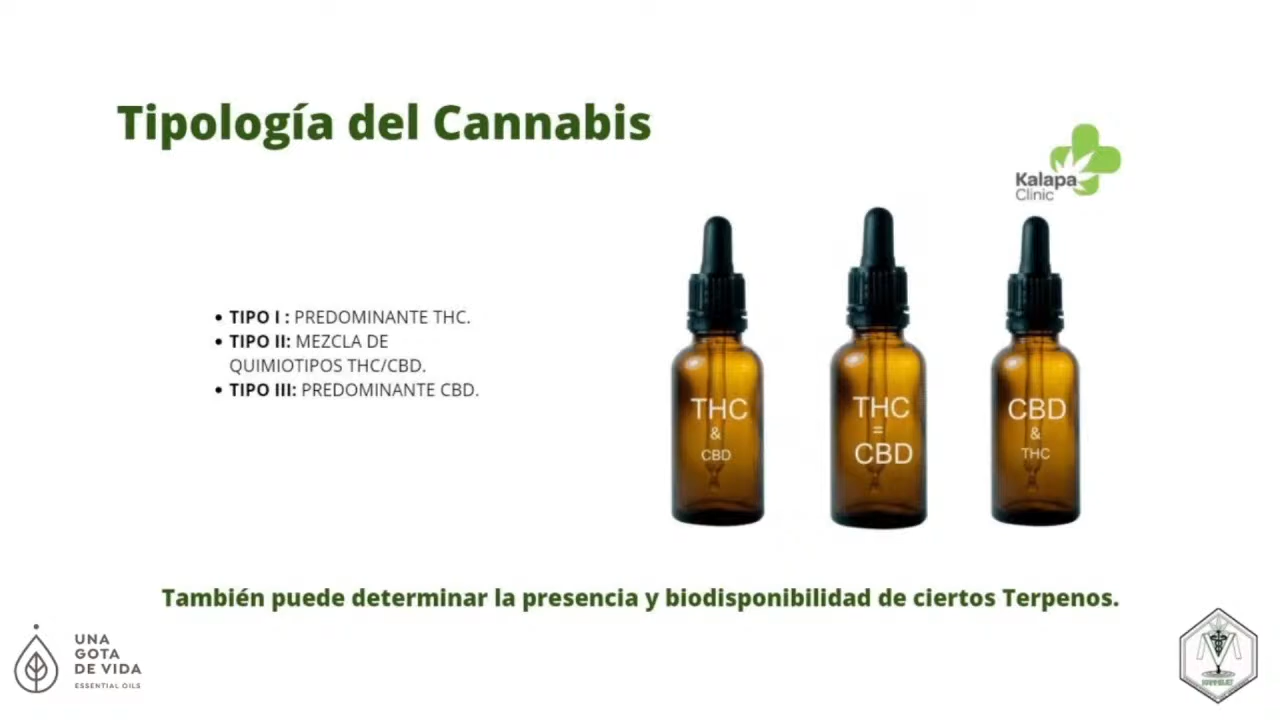 Tipología del Cannabis
Kalapa
Clinic
• TIPO I : PREDOMINANTE THC.
• TIPO II: MEZCLA DE
QUIMIOTIPOS THC/CBD.
• TIPO III: PREDOMINANTE CBD.
THC
&
CBD
THC
=
CBD
CBD
&
THC
También puede determinar la presencia y biodisponibilidad de ciertos Terpenos.
UNA
GOTA
DE VIDA
ESSENTIAL OILS